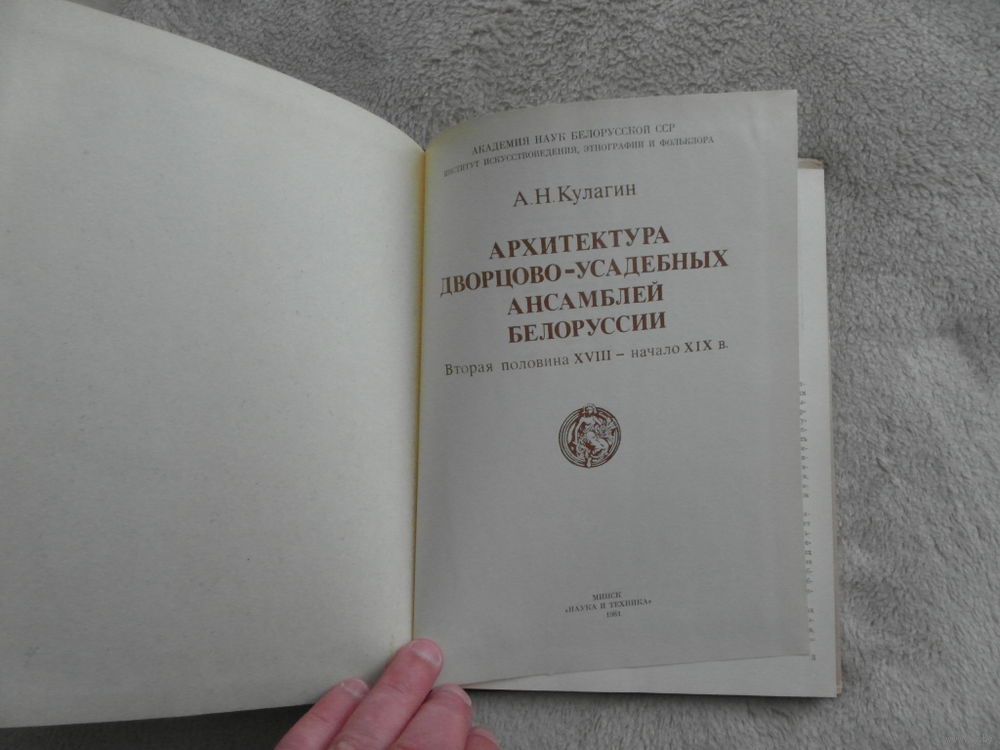 АКАДЕМИЯ НАУК БЕЛОРУССКОЙ ССР
ИНСТИТУТ ИСКУССТВОВЕДЕНИЯ, ЭТНОГРАФИИ И ФОЛЬКЛОРА
А.Н.Кулагин
АРХИТЕКТУРА
ДВОРЦОВО-УСАДЕБНЫХ
АНСАМБЛЕЙ
БЕЛОРУССИИ
Вторая половина XVIII – начало XIX в.
МИНСК
«НАУКА И ТЕХНИКА»
1981